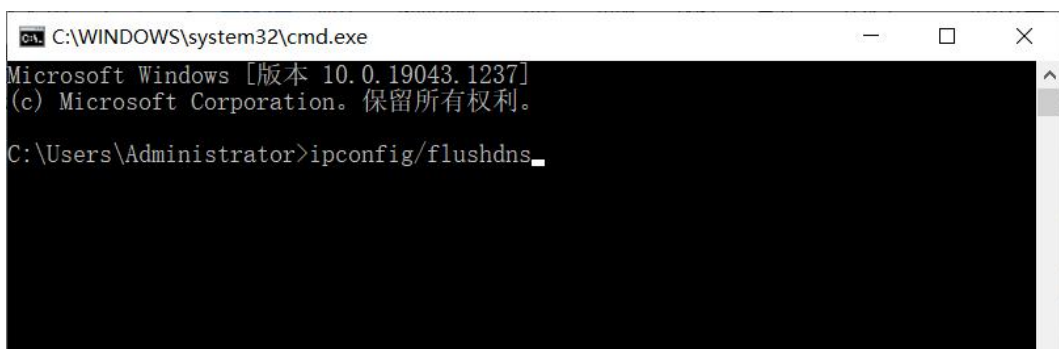 C:\WINDOWS\system32\cmd.exe
Microsoft Windows [版本 10.0.19043.1237]
(c) Microsoft Corporation。保留所有权利。
C:\Users\Administrator>ipconfig/flushdns